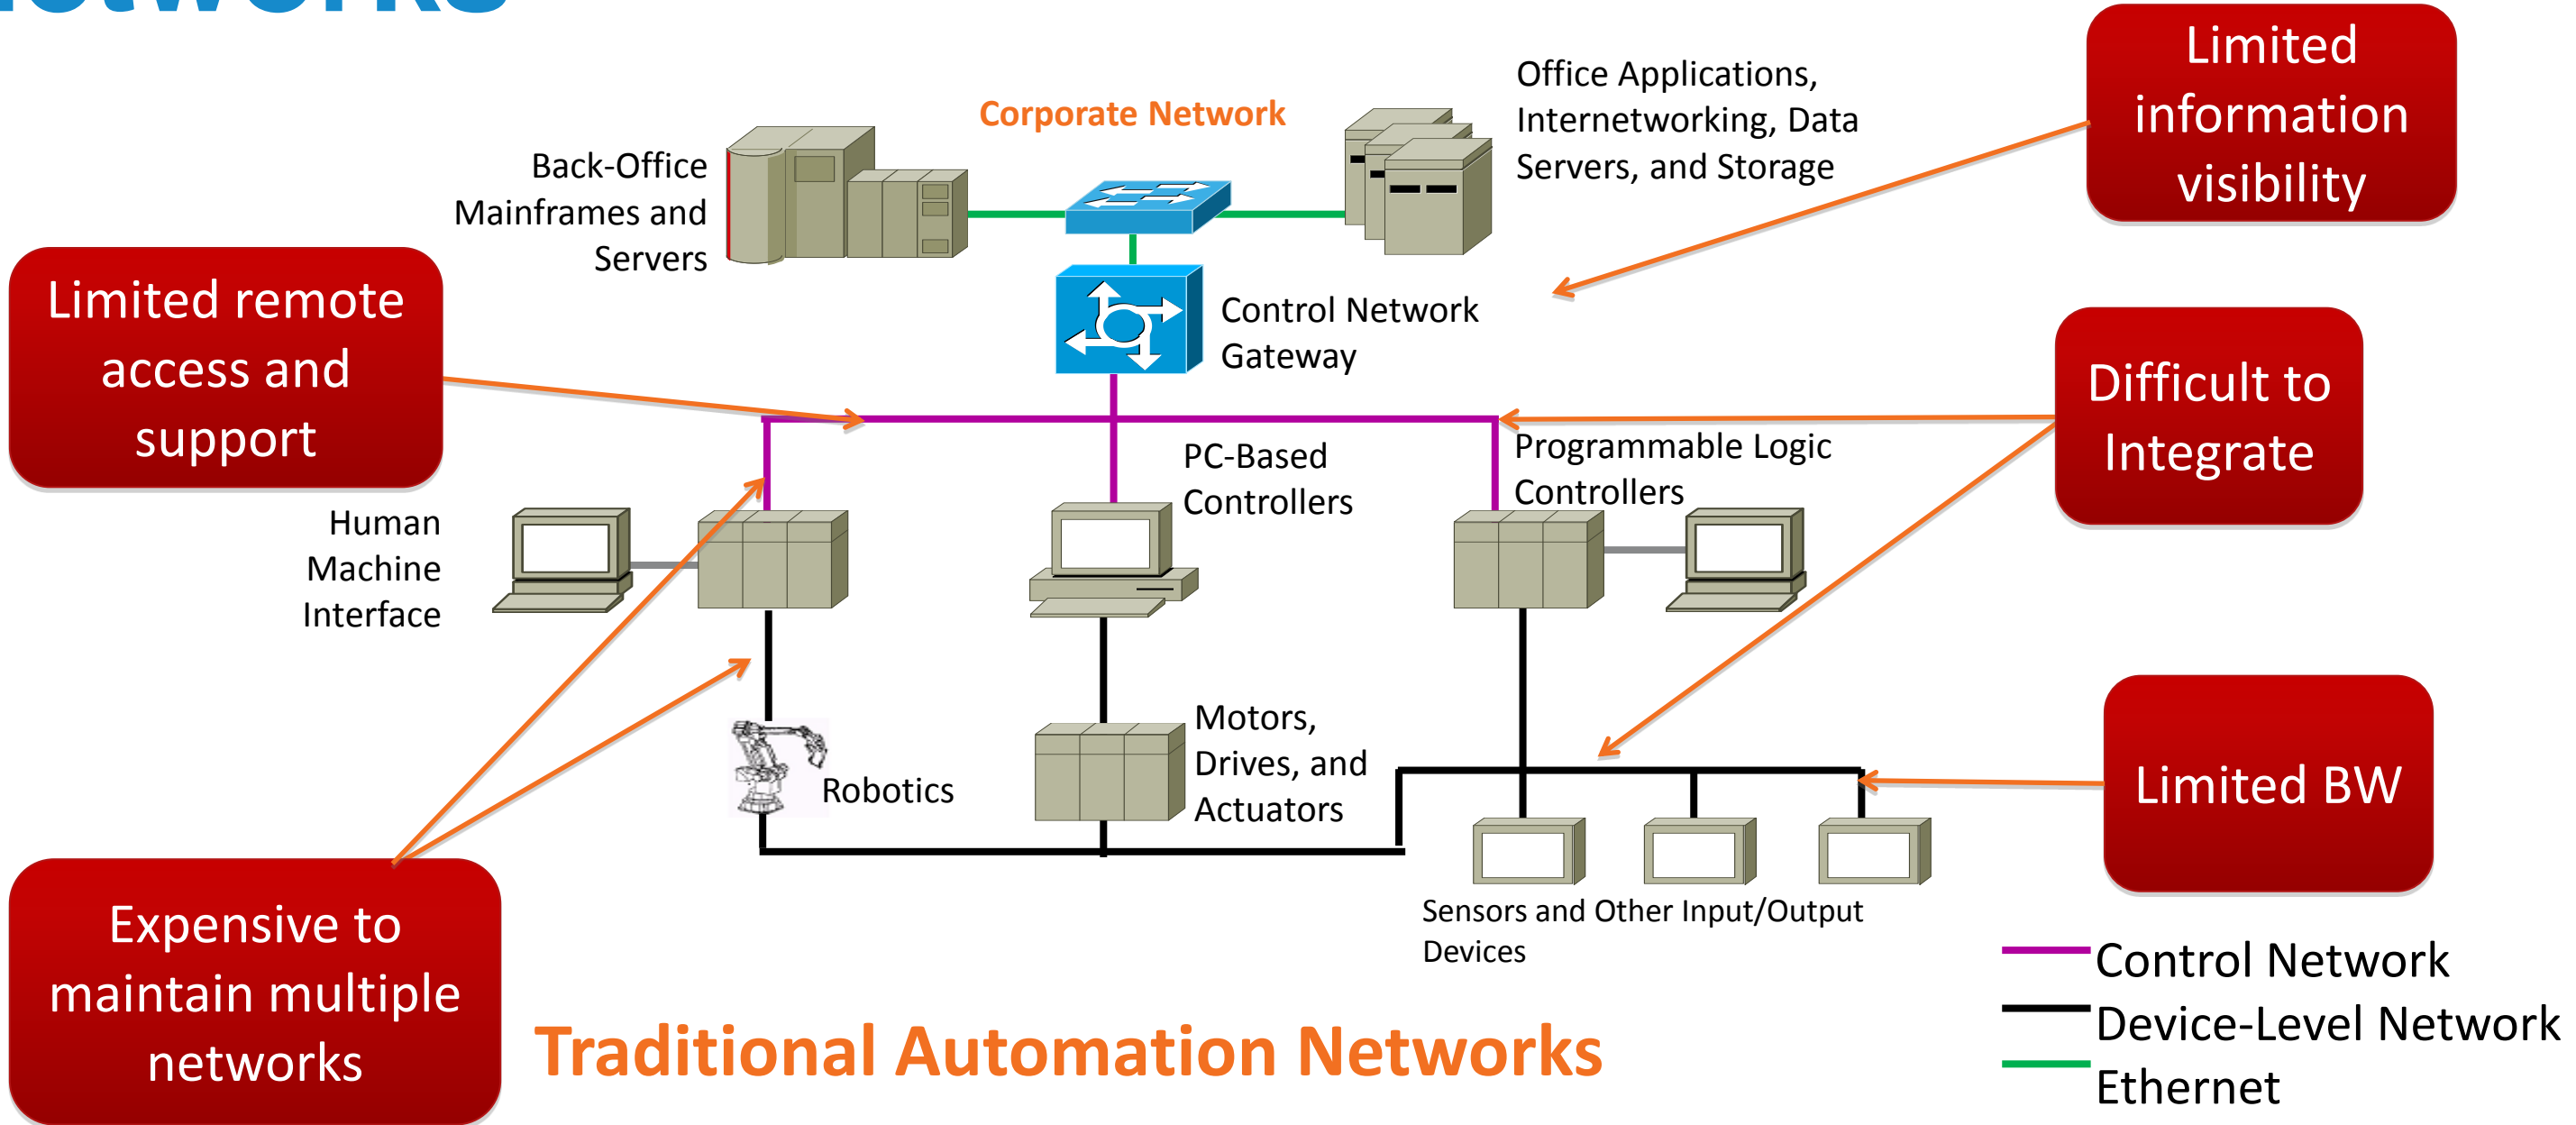 Corporate Network
Office Applications,
Internetworking, Data
Servers, and Storage
Back-Office
Mainframes and
Servers
Limited
information
visibility
Limited remote
access and
support
Control Network
Gateway
Difficult to
Integrate
PC-Based
Controllers
Programmable Logic
Controllers
Human
Machine
Interface
Motors,
Drives, and
Actuators
Robotics
Limited BW
Sensors and Other Input/Output
Devices
Expensive to
maintain multiple
networks
Control Network
Device-Level Network
Ethernet
Traditional Automation Networks